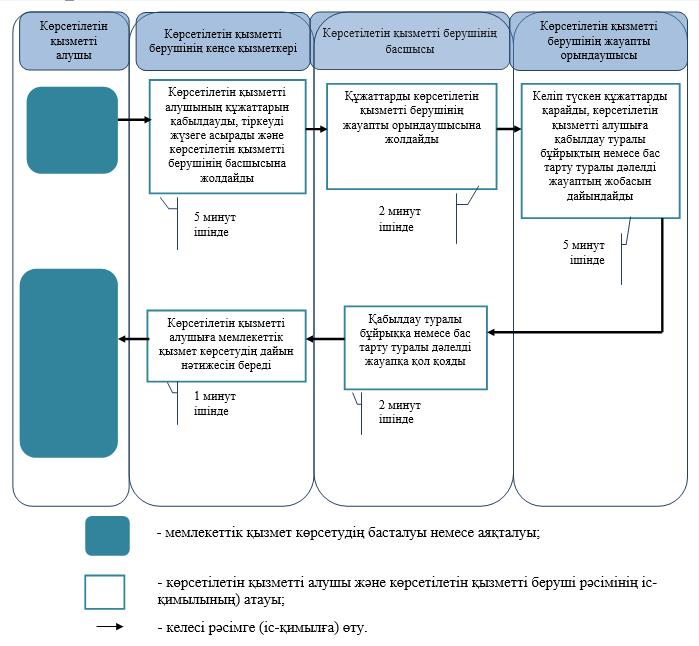 Көрсетілетін
қызметті
алушы
Көрсетілетін қызметті
берушінің кеңсе қызметкері
Көрсетілетін қызметті берушінің
басшысы
Көрсетілетін қызметті
берушінің жауапты
орындаушысы
Көрсетілетін қызметті
алушының құжаттарын
қабылдауды, тіркеуді
жүзеге асырады және
көрсетілетін қызметті
берушінің басшысына
жолдайды
5 минут
ішінде
Құжаттарды көрсетілетін
қызметті берушінің
жауапты орындаушысына
жолдайды
2 минут
ішінде
Келіп түскен құжаттарды
қарайды, көрсетілетін
қызметті алушыға
қабылдау туралы
бұйрықтың немесе бас
тарту туралы дәлелді
жауаптың жобасын
дайындайды
5 минут
ішінде
Қабылдау туралы
бұйрыққа немесе бас
тарту туралы дәлелді
жауапқа қол қояды
2 минут
ішінде
Көрсетілетін қызметті
алушыға мемлекеттік
қызмет көрсетудің дайын
нәтижесін береді
1 минут
ішінде
- мемлекеттік қызмет көрсетудің басталуы немесе аяқталуы;
- көрсетілетін қызметті алушы және көрсетілетін қызметті беруші рәсімінің іс-
қимылының) атауы;
- келесі рәсімге (іс-қимылға) өту.